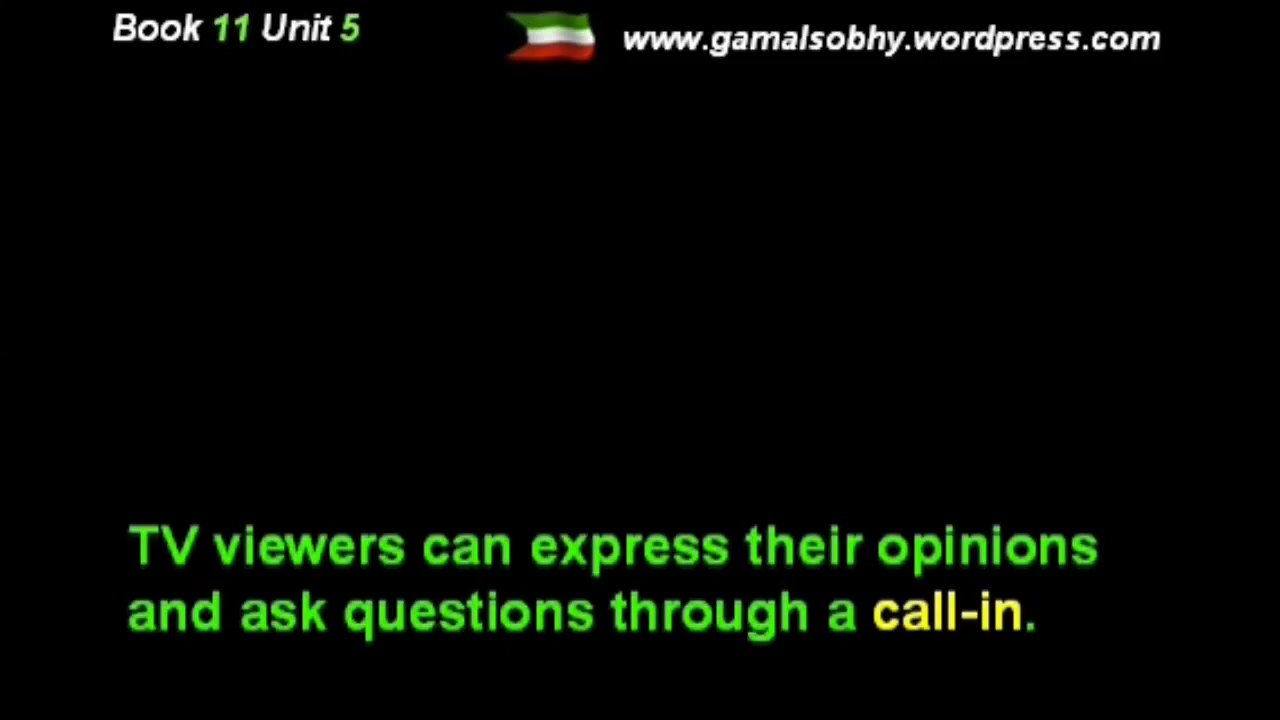 Book 11 Unit 5
www.gamalsobhy.wordpress.com
TV viewers can express their opinions
and ask questions through a call-in.